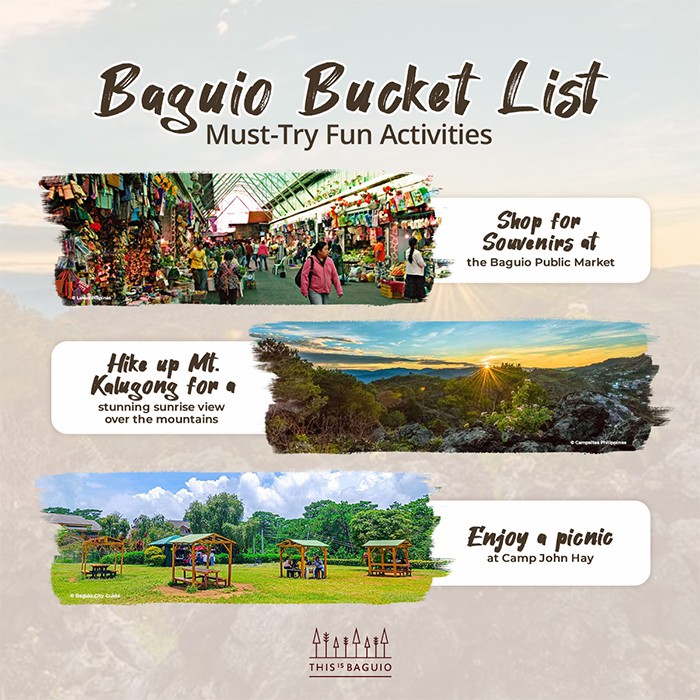 Baguio Bucket List
Must-Try Fun Activities
Shop for
Souvenirs at
the Baguio Public Market
Hike up Mt.
Kalugong for a
stunning sunrise view
over the mountains
© Campsites Philippines
Enjoy a picnic
at Camp John Hay
© Baguio City Guide
THIS IS BAGUIO